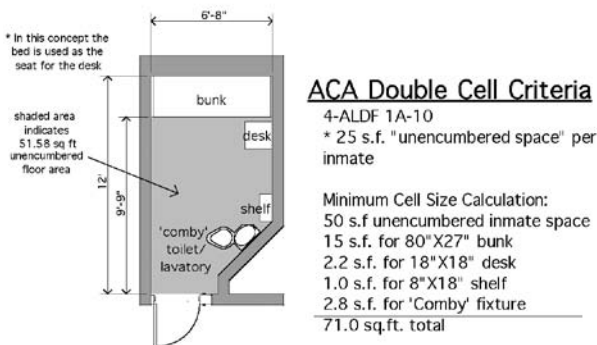 6'-8"
* In this concept the
bed is used as the
seat for the desk
bunk
shaded area
indicates
51.58 sq ft
unencumbered
floor area
12'
9'-9"
desk
shelf
'comby'
toilet/
lavatory
ACA Double Cell Criteria
4-ALDF 1A-10
* 25 s.f. "unencumbered space" per
inmate
Minimum Cell Size Calculation:
50 s.f unencumbered inmate space
15 s.f. for 80"X27" bunk
2.2 s.f. for 18"X18" desk
1.0 s.f. for 8"X18" shelf
2.8 s.f. for 'Comby' fixture
71.0 sq.ft. total